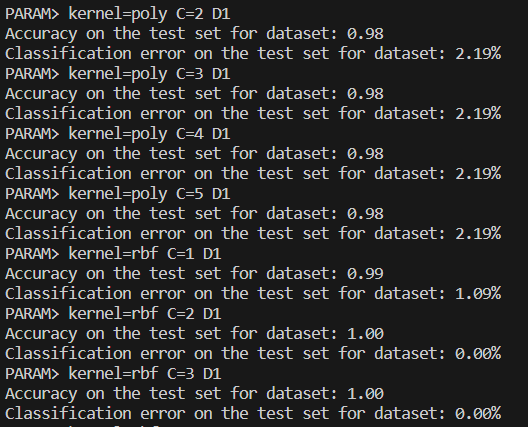 PARAM> kernel=poly C=2 D1
Accuracy on the test set for dataset: 0.98
Classification error on the test set for dataset: 2.19%
PARAM> kernel=poly C=3 D1
Accuracy on the test set for dataset: 0.98
Classification error on the test set for dataset: 2.19%
PARAM> kernel=poly C=4 D1
Accuracy on the test set for dataset: 0.98
Classification error on the test set for dataset: 2.19%
PARAM> kernel=poly C=5 D1
Accuracy on the test set for dataset: 0.98
Classification error on the test set for dataset: 2.19%
PARAM> kernel=rbf C=1 D1
Accuracy on the test set for dataset: 0.99
Classification error on the test set for dataset: 1.09%
PARAM> kernel=rbf C=2 D1
Accuracy on the test set for dataset: 1.00
Classification error on the test set for dataset: 0.00%
PARAM> kernel=rbf C=3 D1
Accuracy on the test set for dataset: 1.00
Classification error on the test set for dataset: 0.00%